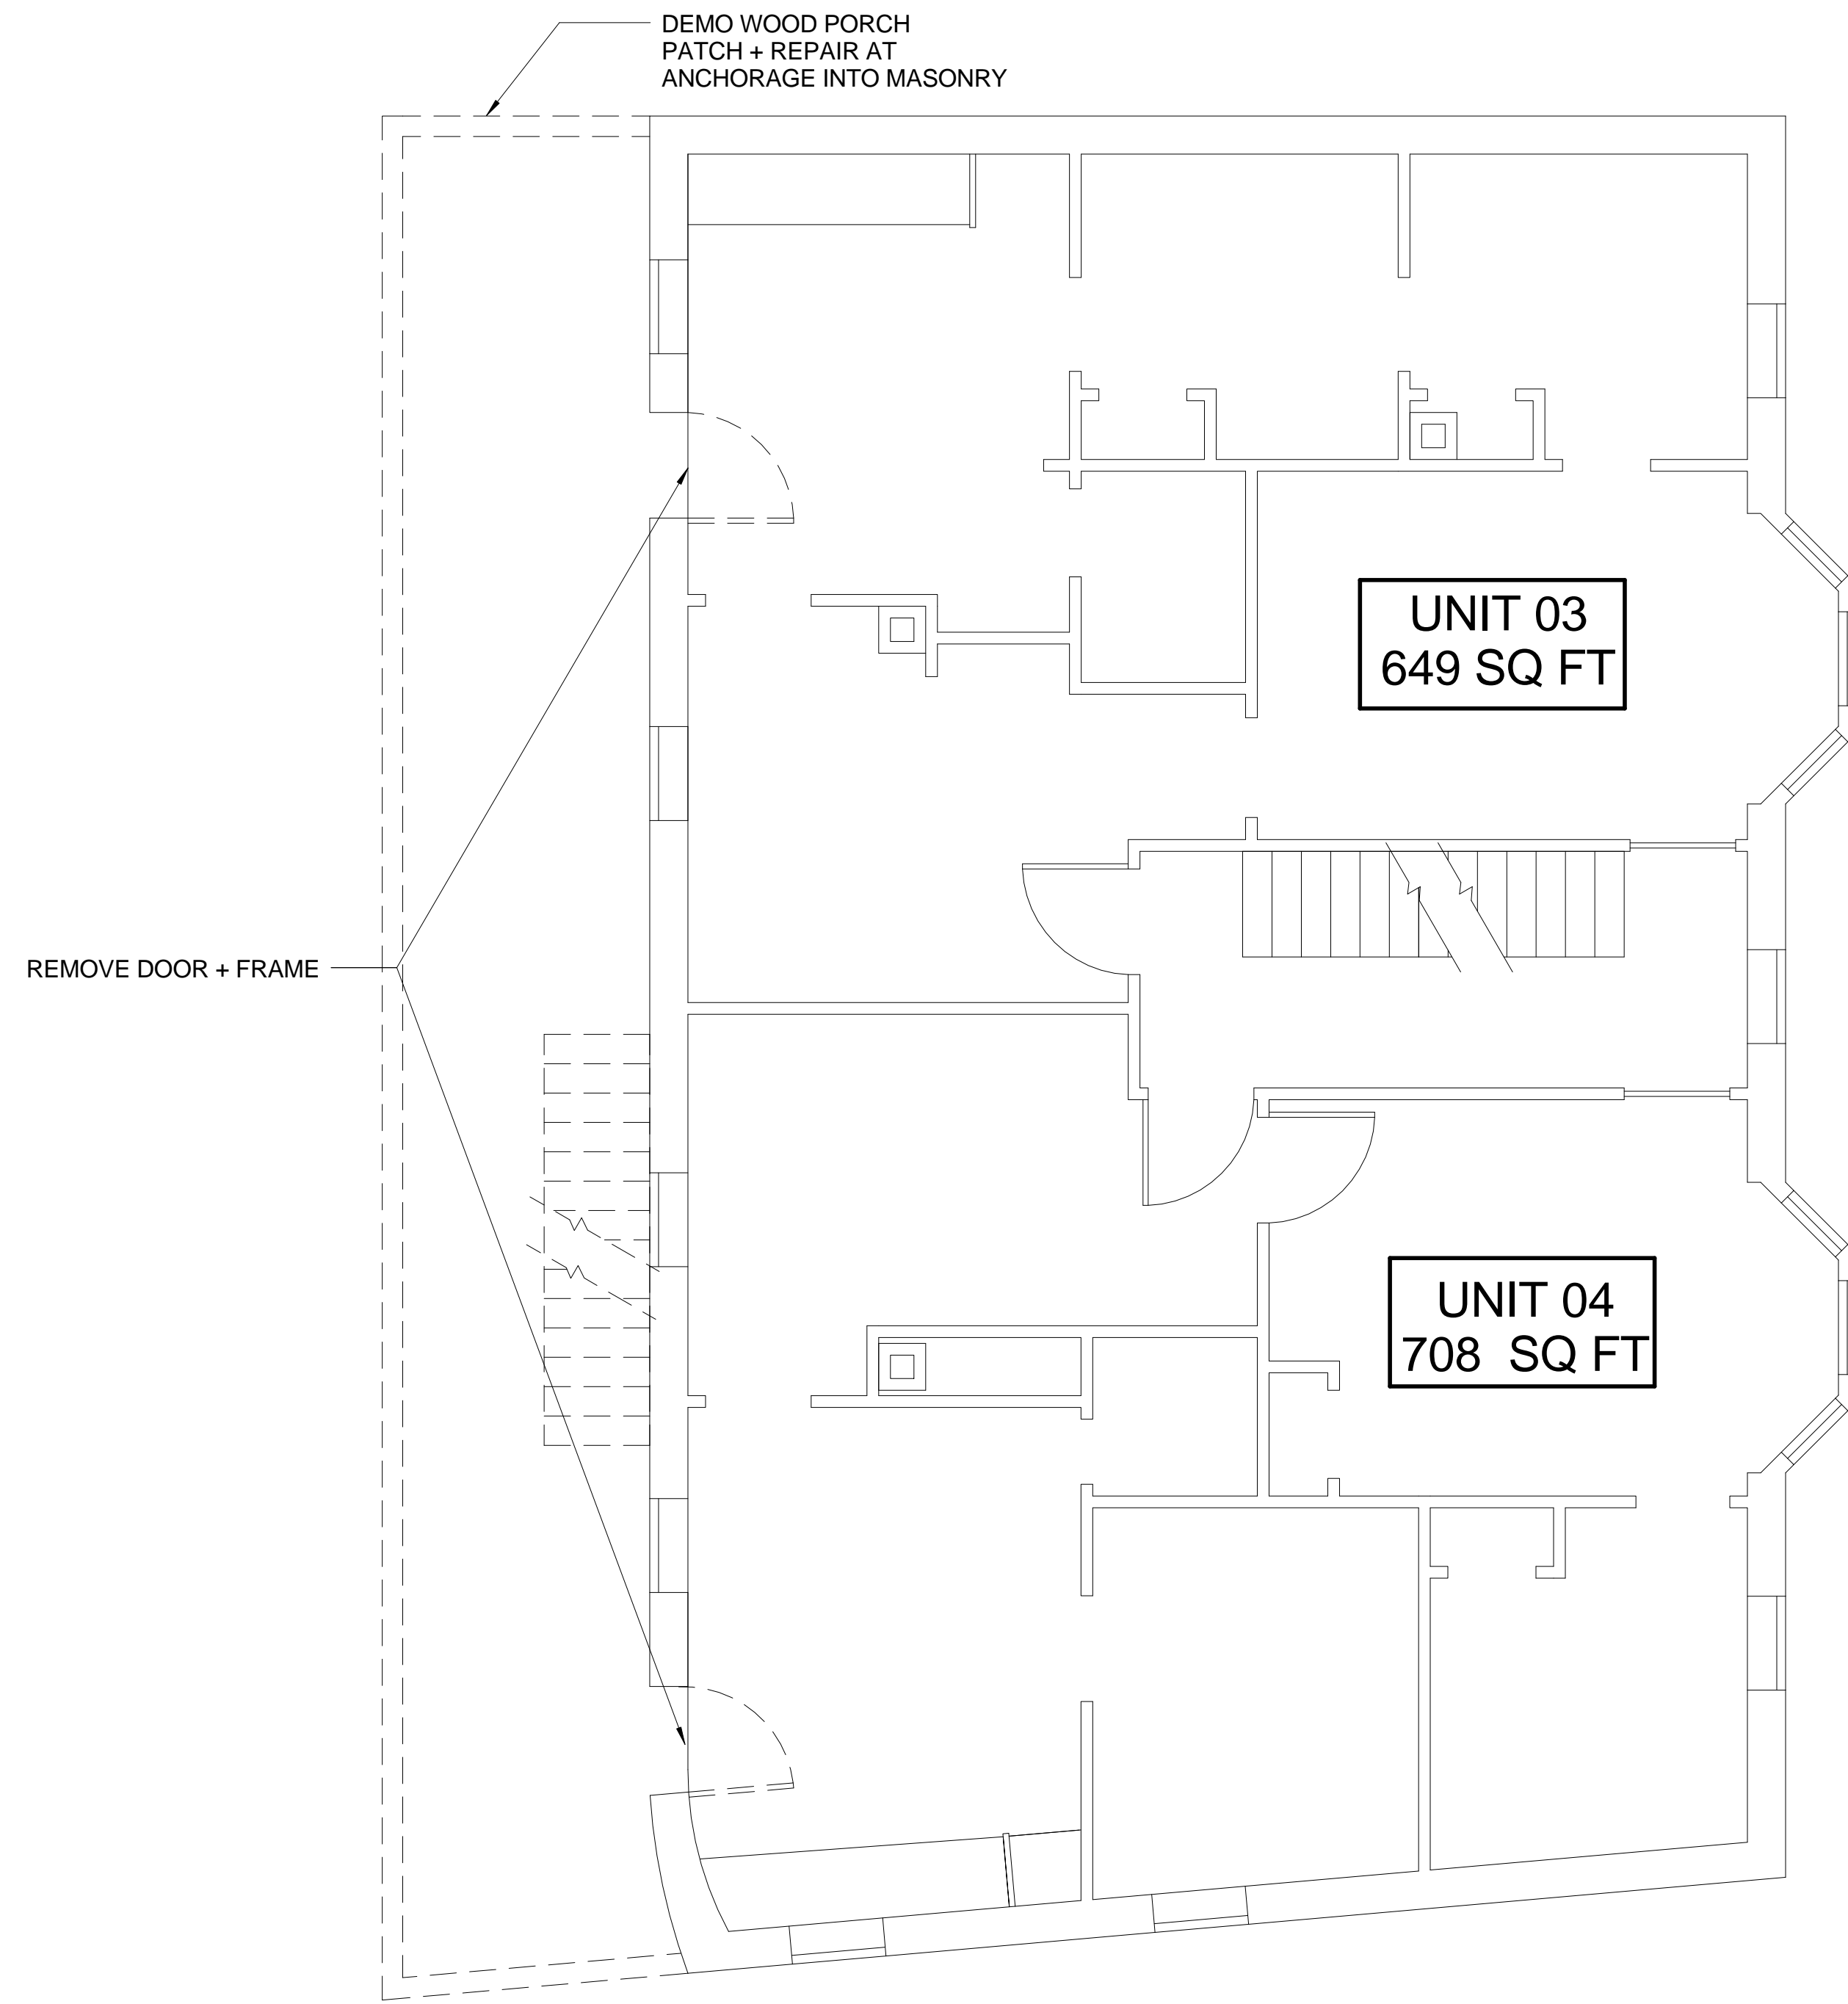 DEMO WOOD PORCH
PATCH + REPAIR AT
ANCHORAGE INTO MASONRY
UNIT 03
649 SQ FT
REMOVE DOOR + FRAME
UNIT 04
708 SQ FT